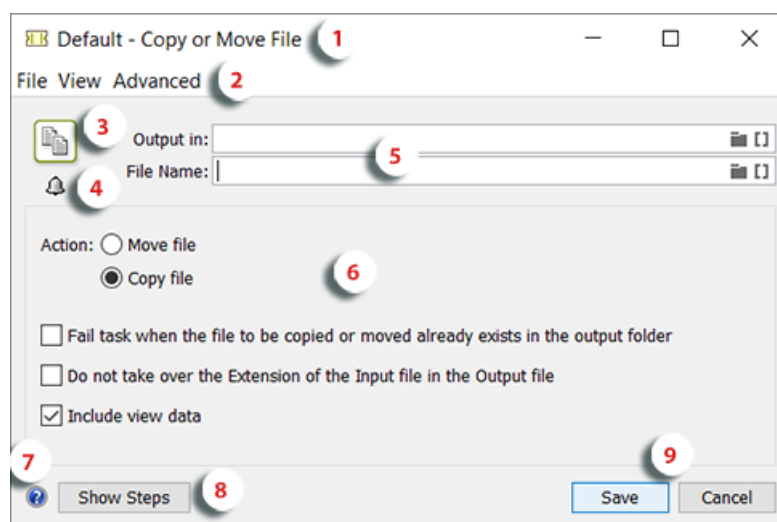 Default - Copy or Move File 1
File View Advanced 2
3
Output in:
5
4
File Name:
Action: Move file
Copy file
6
Fail task when the file to be copied or moved already exists in the output folder
Do not take over the Extension of the Input file in the Output file
Include view data
7
9
? Show Steps 8 Save Cancel